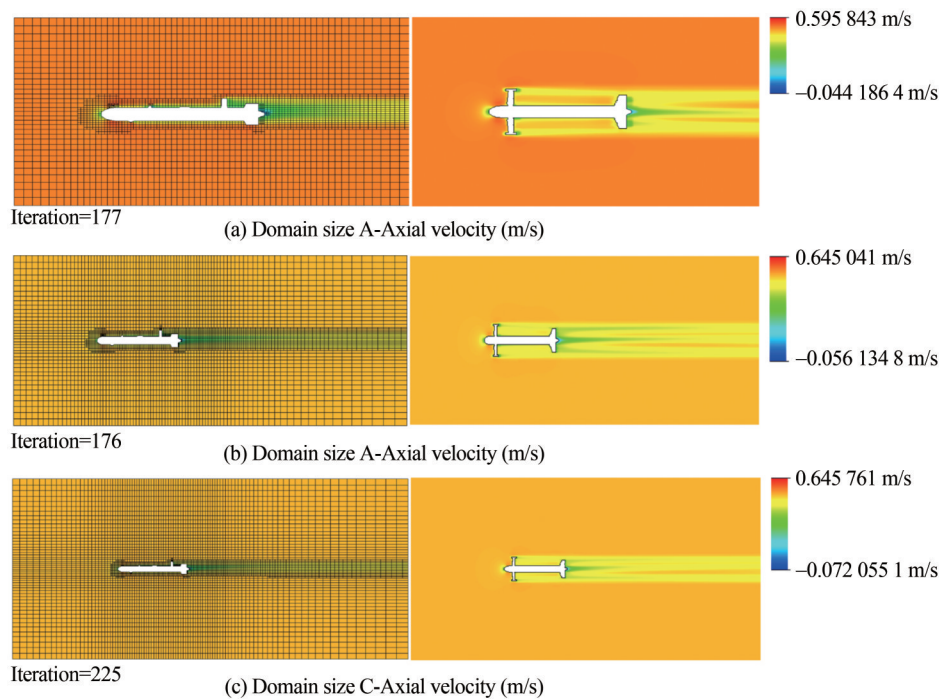 0.595 843 m/s
–0.044 186 4 m/s
Iteration=177
(a) Domain size A-Axial velocity (m/s)
0.645 041 m/s
–0.056 134 8 m/s
Iteration=176
(b) Domain size A-Axial velocity (m/s)
0.645 761 m/s
–0.072 055 1 m/s
Iteration=225
(c) Domain size C-Axial velocity (m/s)